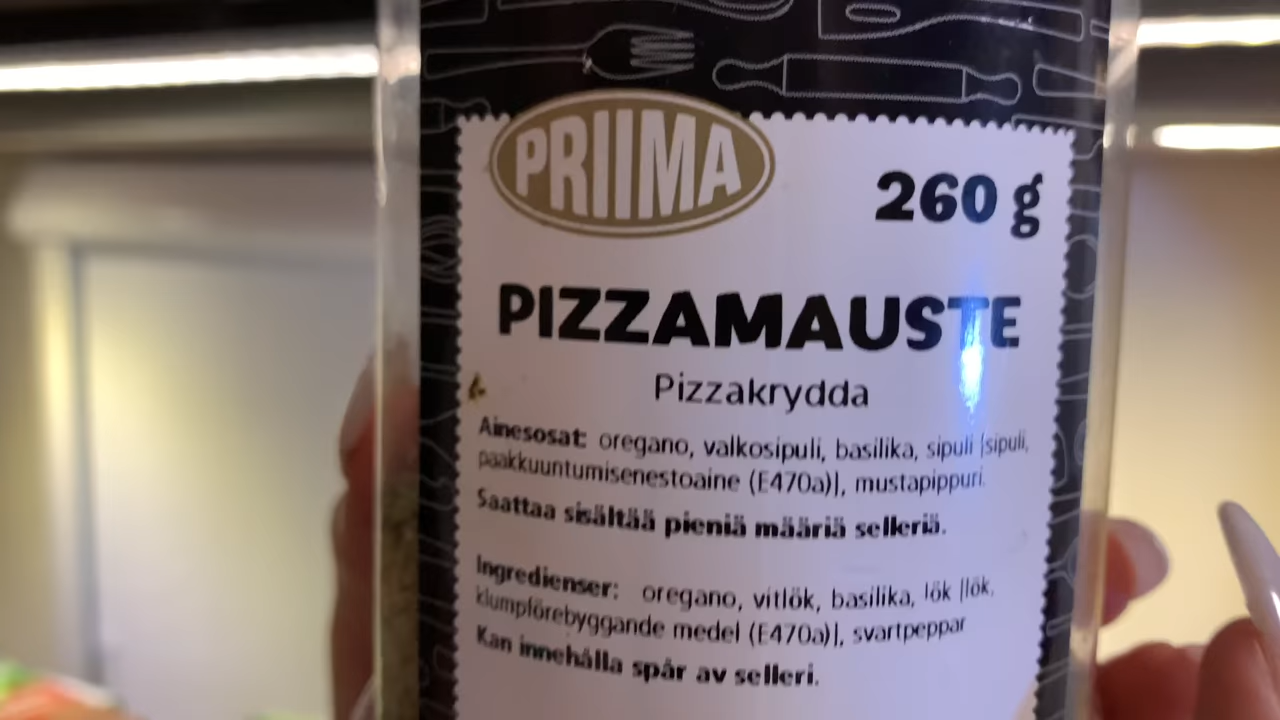 PRIIMA
260 g
PIZZAMAUSTE
Pizzakrydda
Ainesosat: oregano, valkosipuli, basilika, sipuli |sipuli,
paakkuuntumisenestoaine (E470a)|, mustapippuri.
Saattaa sisältää pieniä määriä selleriä.
Ingredienser: oregano, vitlök, basilika, lök |lök,
klumpförebyggande medel (E470a)|, svartpeppar
Kan innehålla spår av selleri.